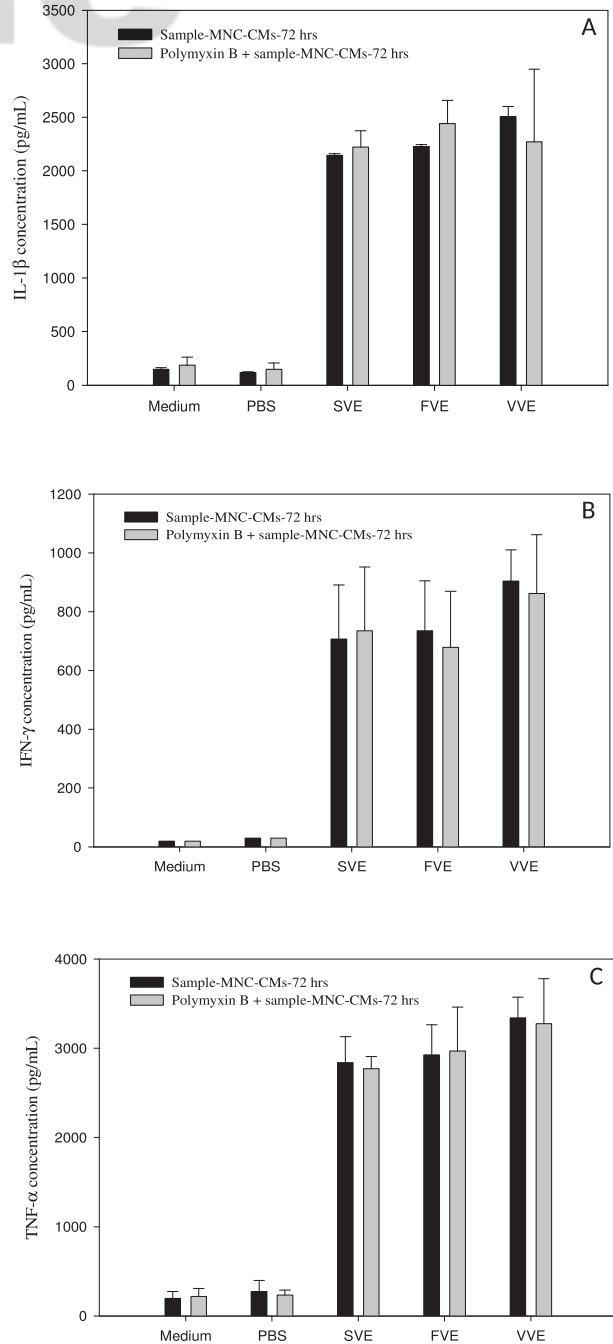 A
3500
Sample-MNC-CMs-72 hrs
Polymyxin B + sample-MNC-CMs-72 hrs
3000
2500
2000
1500
1000
500
0
IL-1β concentration (pg/mL)
Medium PBS SVE FVE VVE
B
1200
Sample-MNC-CMs-72 hrs
Polymyxin B + sample-MNC-CMs-72 hrs
1000
800
600
400
200
0
IFN-γ concentration (pg/mL)
Medium PBS SVE FVE VVE
C
4000
Sample-MNC-CMs-72 hrs
Polymyxin B + sample-MNC-CMs-72 hrs
3000
2000
1000
0
TNF-α concentration (pg/mL)
Medium PBS SVE FVE VVE